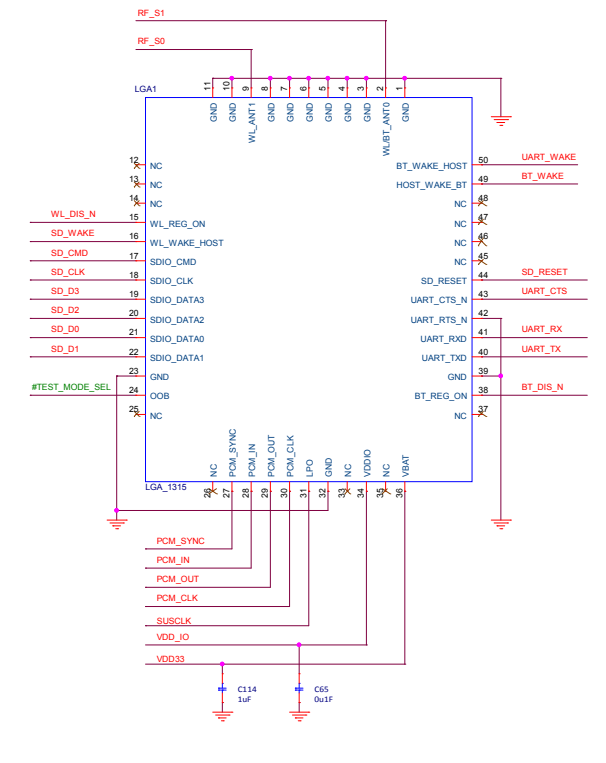 RF_S1
RF_S0
LGA1
11 10 9 8 7 6 5 4 3 2 1
GND GND WL_ANT1 GND GND GND GND GND GND WL/BT_ANT0 GND
12 NC
13 NC
14 NC
WL_DIS_N 15 WL_REG_ON
SD_WAKE 16 WL_WAKE_HOST
SD_CMD 17 SDIO_CMD
SD_CLK 18 SDIO_CLK
SD_D3 19 SDIO_DATA3
SD_D2 20 SDIO_DATA2
SD_D0 21 SDIO_DATA0
SD_D1 22 SDIO_DATA1
23 GND
#TEST_MODE_SEL 24 OOB
25 NC
BT_WAKE_HOST 50 UART_WAKE
HOST_WAKE_BT 49 BT_WAKE
NC 48
NC 47
NC 46
NC 45
SD_RESET 44 SD_RESET
UART_CTS_N 43 UART_CTS
UART_RTS_N 42
UART_RXD 41 UART_RX
UART_TXD 40 UART_TX
GND 39
BT_REG_ON 38 BT_DIS_N
NC 37
NC PCM_SYNC PCM_IN PCM_OUT PCM_CLK LPO GND NC VDDIO NC VBAT
26 27 28 29 30 31 32 33 34 35 36
LGA_1315
PCM_SYNC
PCM_IN
PCM_OUT
PCM_CLK
SUSCLK
VDD_IO
VDD33
C114
1uF
C65
0u1F